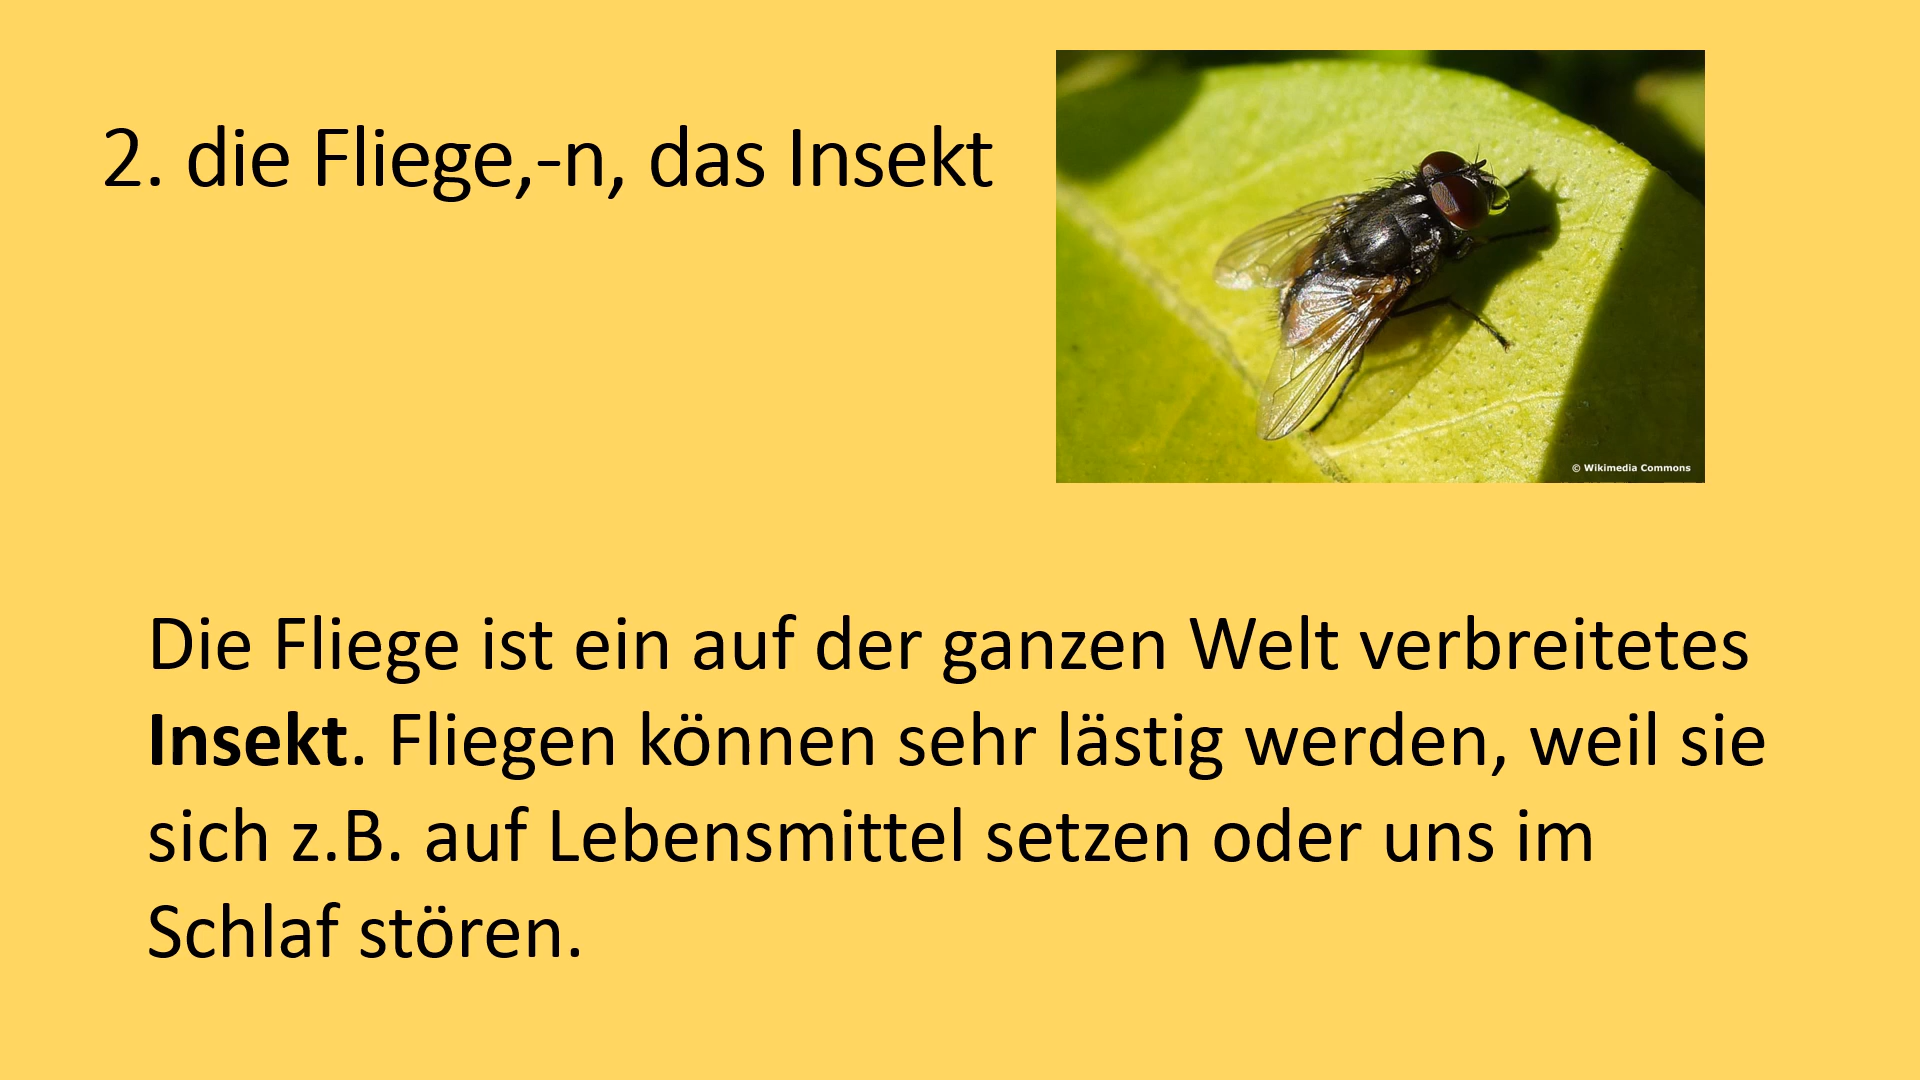 2. die Fliege,-n, das Insekt
© Wikimedia Commons
Die Fliege ist ein auf der ganzen Welt verbreitetes
Insekt. Fliegen können sehr lästig werden, weil sie
sich z.B. auf Lebensmittel setzen oder uns im
Schlaf stören.